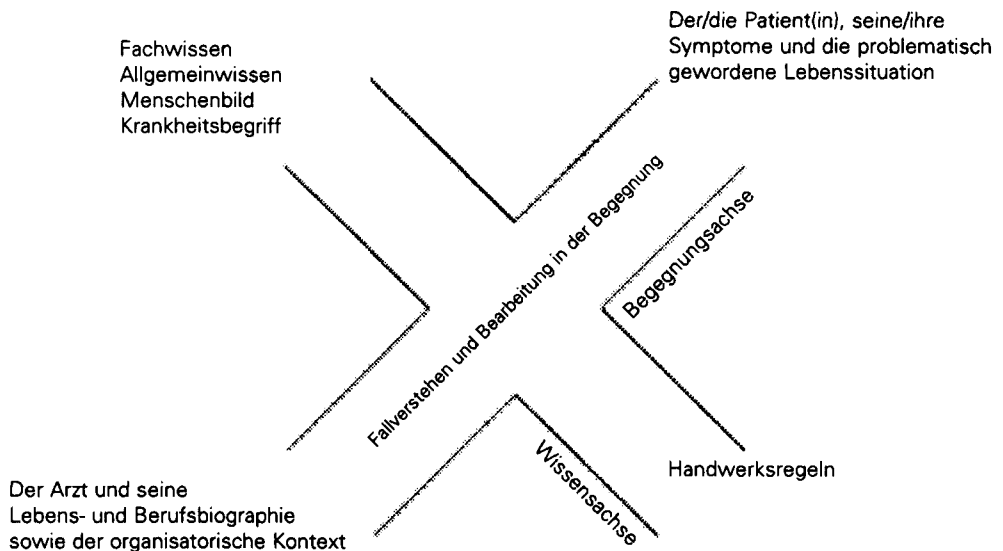 Fachwissen
Allgemeinwissen
Menschenbild
Krankheitsbegriff
Der/die Patient(in), seine/ihre
Symptome und die problematisch
gewordene Lebenssituation
Fallverstehen und Bearbeitung in der Begegnung
Begegnungsachse
Wissensachse
Der Arzt und seine
Lebens- und Berufsbiographie
sowie der organisatorische Kontext
Handwerksregeln